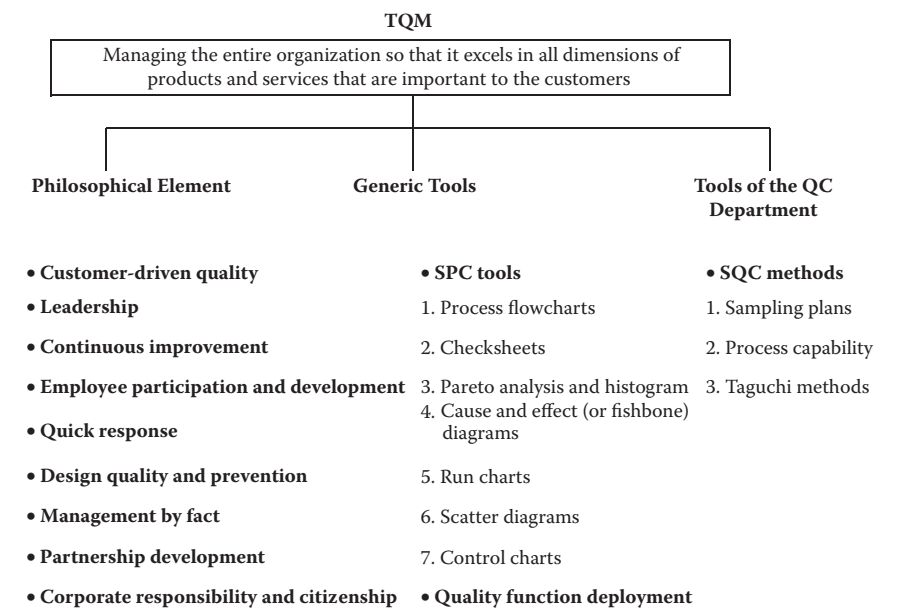 TQM
Managing the entire organization so that it excels in all dimensions of
products and services that are important to the customers
Philosophical Element
Generic Tools
Tools of the QC
Department
• Customer-driven quality
• Leadership
• Continuous improvement
• Employee participation and development
• Quick response
• Design quality and prevention
• Management by fact
• Partnership development
• Corporate responsibility and citizenship
• SPC tools
1. Process flowcharts
2. Checksheets
3. Pareto analysis and histogram
4. Cause and effect (or fishbone)
diagrams
5. Run charts
6. Scatter diagrams
7. Control charts
• Quality function deployment
• SQC methods
1. Sampling plans
2. Process capability
3. Taguchi methods